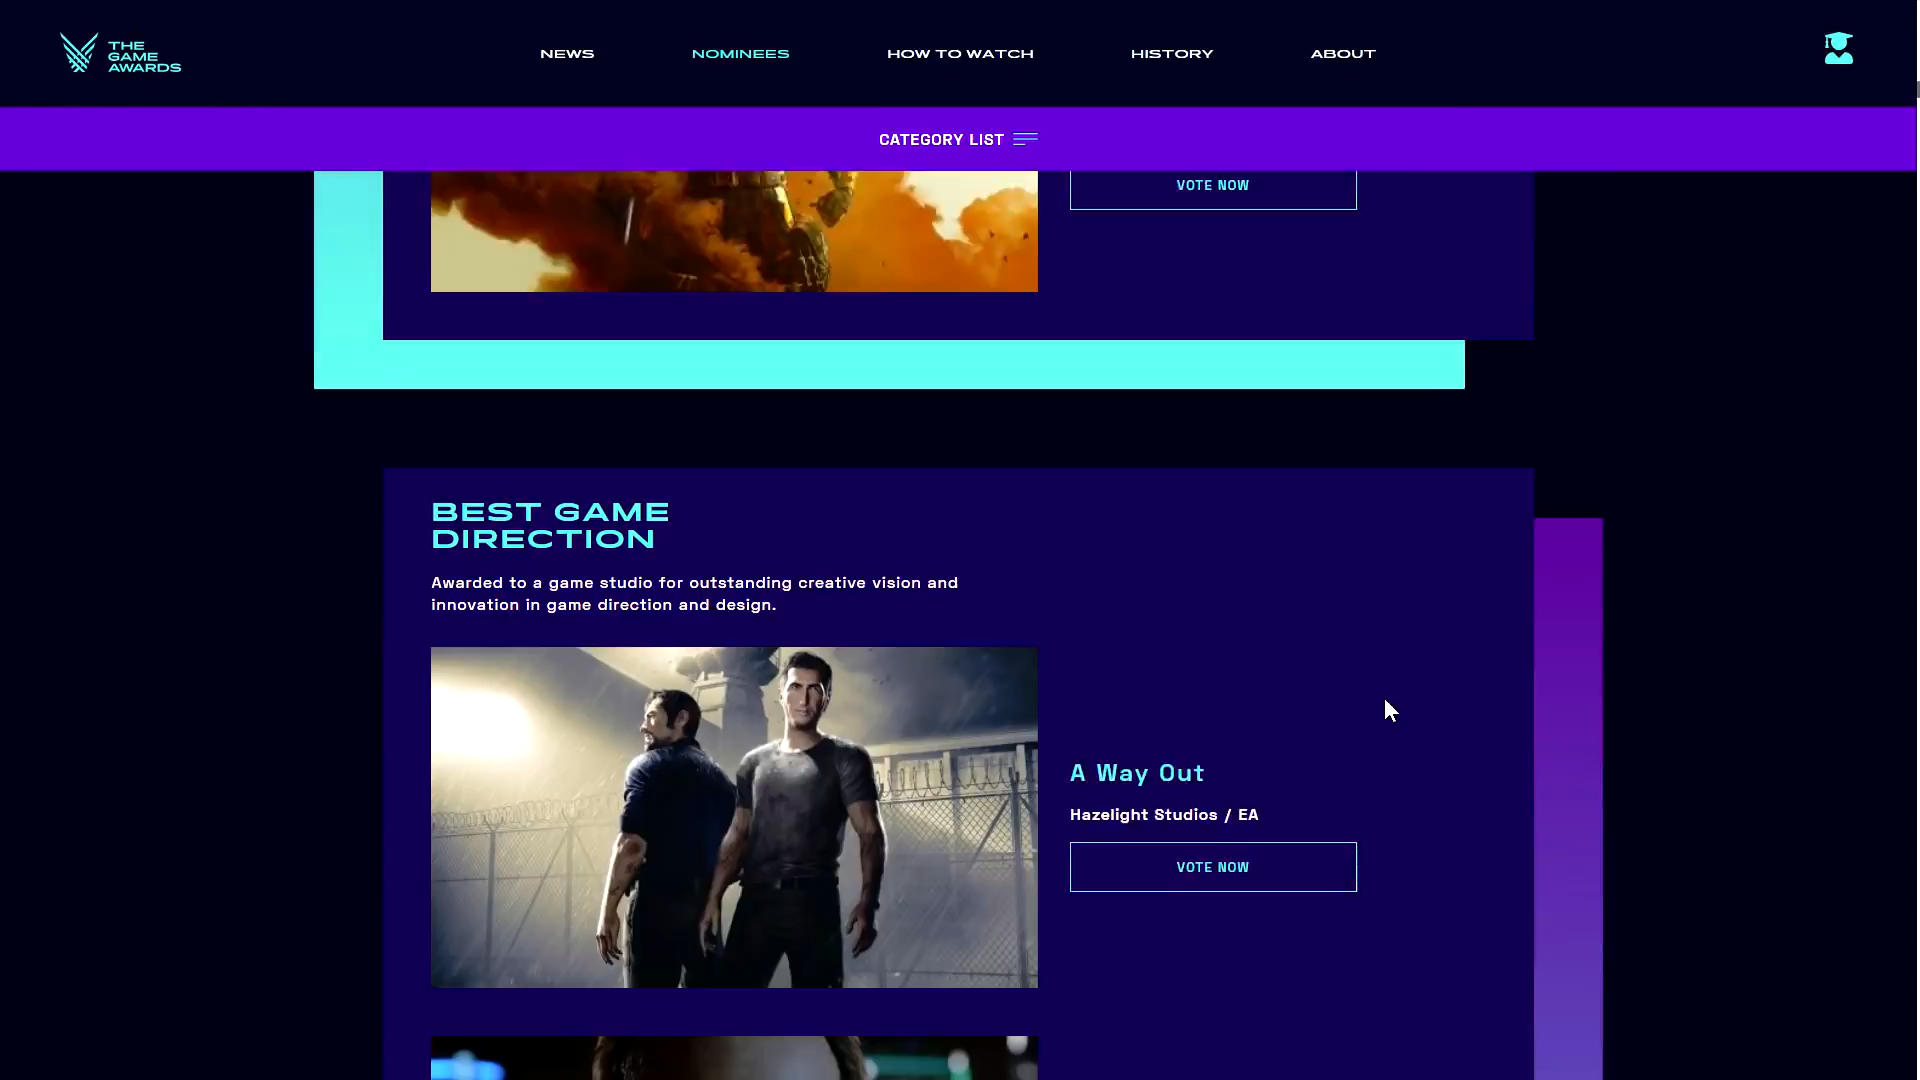 THE
GAME
AWARDS
NEWS
NOMINEES
HOW TO WATCH
HISTORY
ABOUT
CATEGORY LIST
VOTE NOW
BEST GAME
DIRECTION
Awarded to a game studio for outstanding creative vision and
innovation in game direction and design.
A Way Out
Hazelight Studios / EA
VOTE NOW